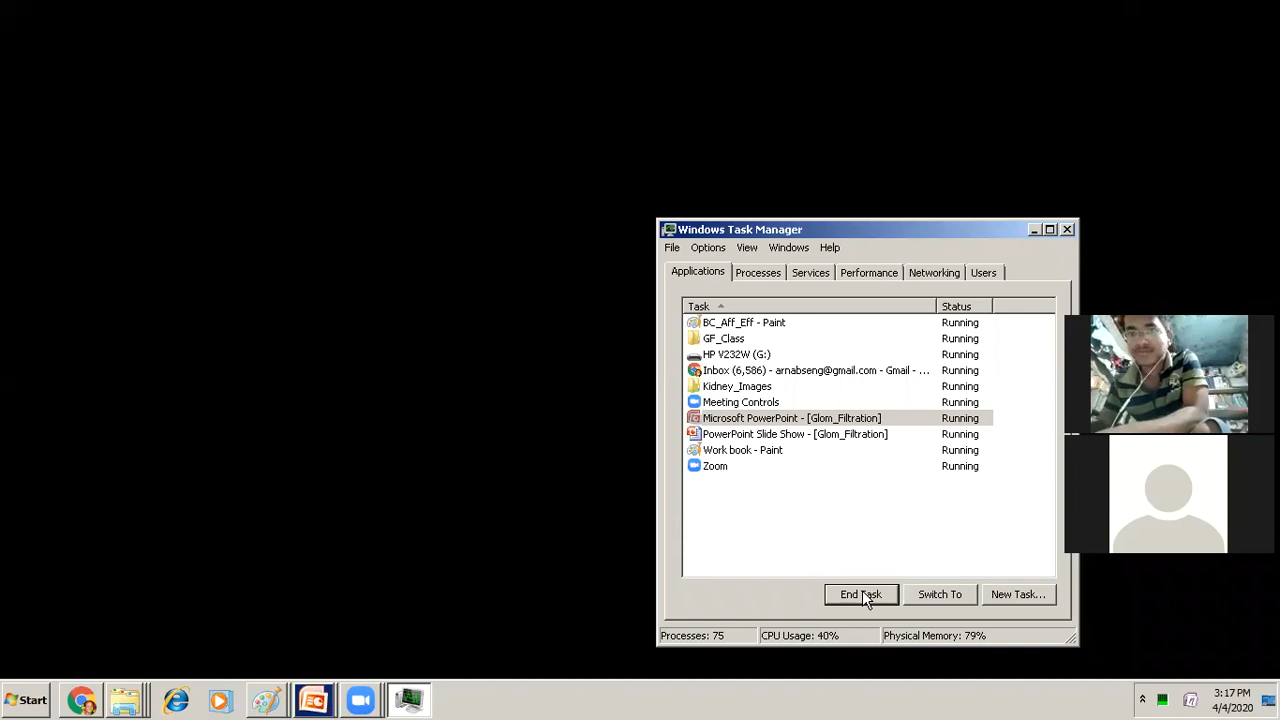 Windows Task Manager
File Options View Windows Help
Applications Processes Services Performance Networking Users
Task Status
BC_Aff_Eff - Paint Running
GF_Class Running
HP V232W (G:) Running
Inbox (6,586) - arnabseng@gmail.com - Gmail - ... Running
Kidney_Images Running
Meeting Controls Running
Microsoft PowerPoint - [Glom_Filtration] Running
PowerPoint Slide Show - [Glom_Filtration] Running
Work book - Paint Running
Zoom Running
End Task Switch To New Task...
Processes: 75 CPU Usage: 40% Physical Memory: 79%
Start
3:17 PM
4/4/2020